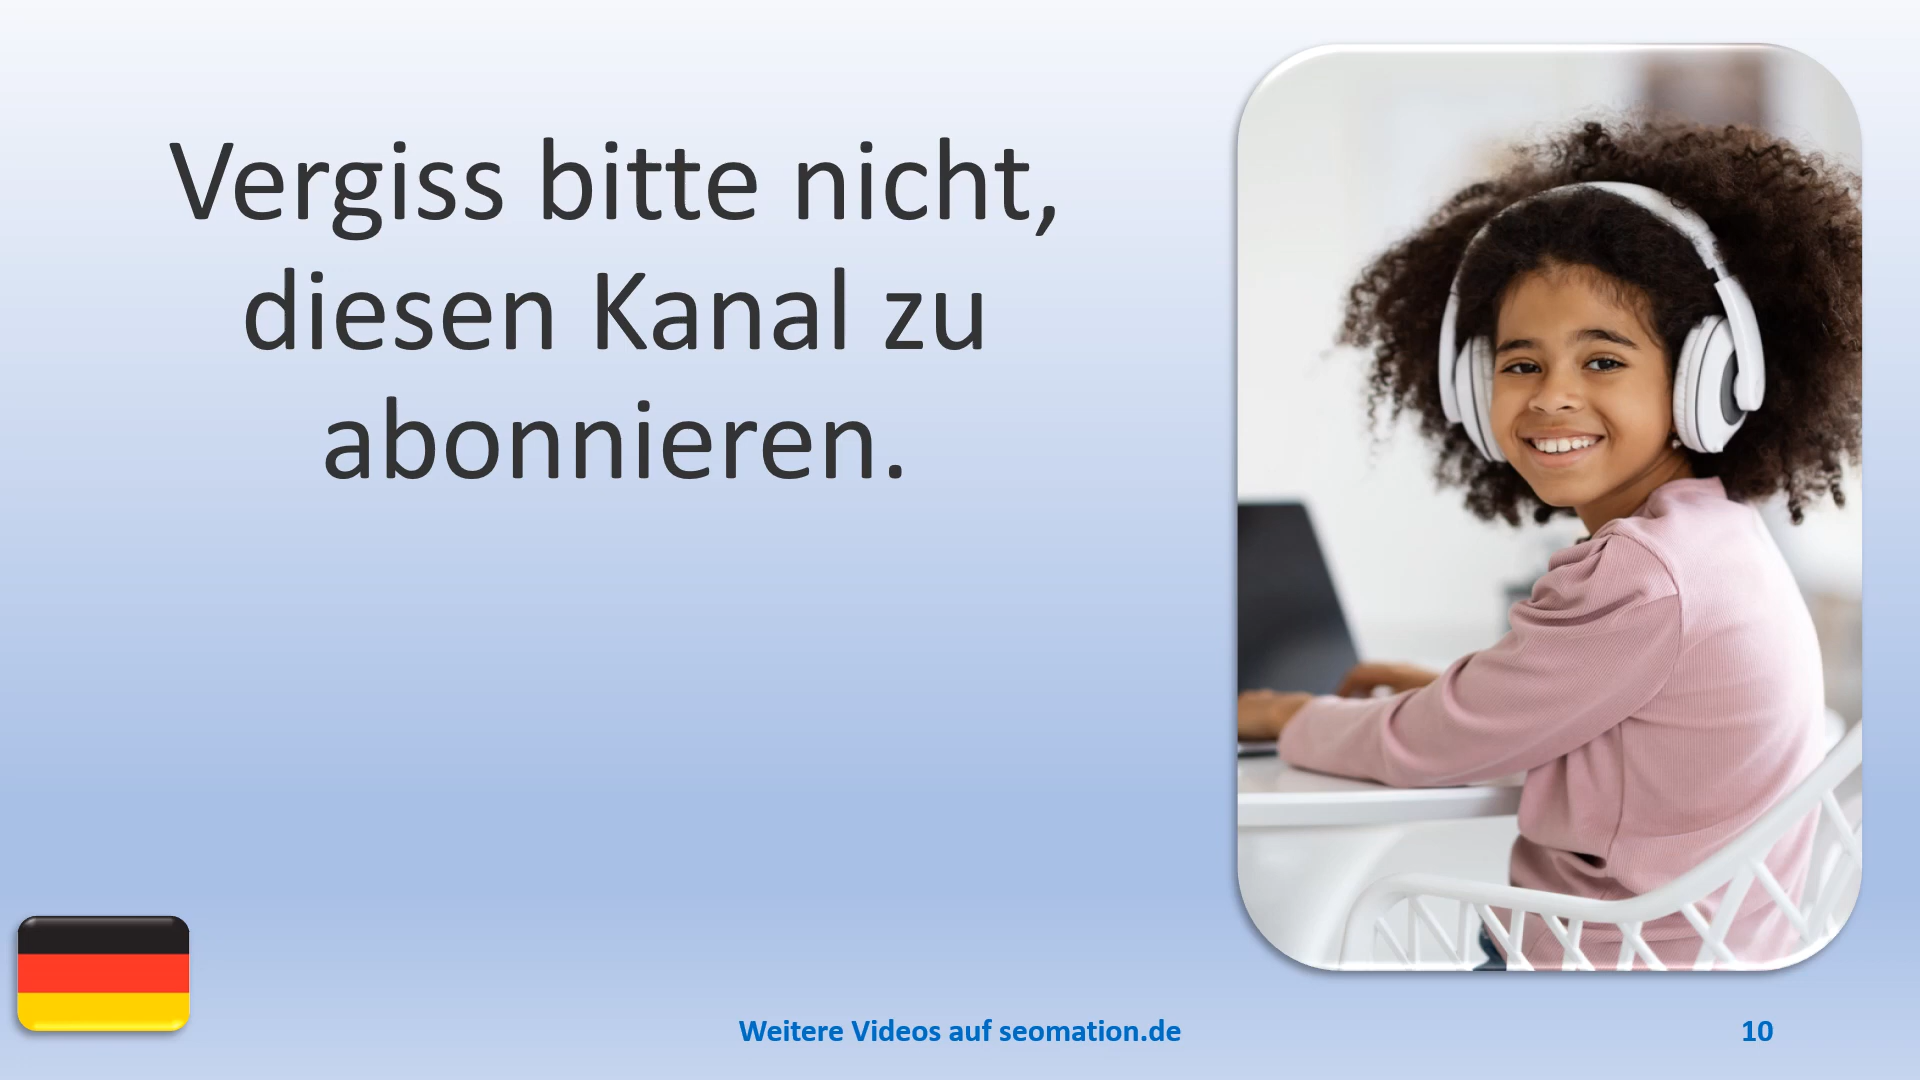 Vergiss bitte nicht,
diesen Kanal zu
abonnieren.
Weitere Videos auf seomation.de
10